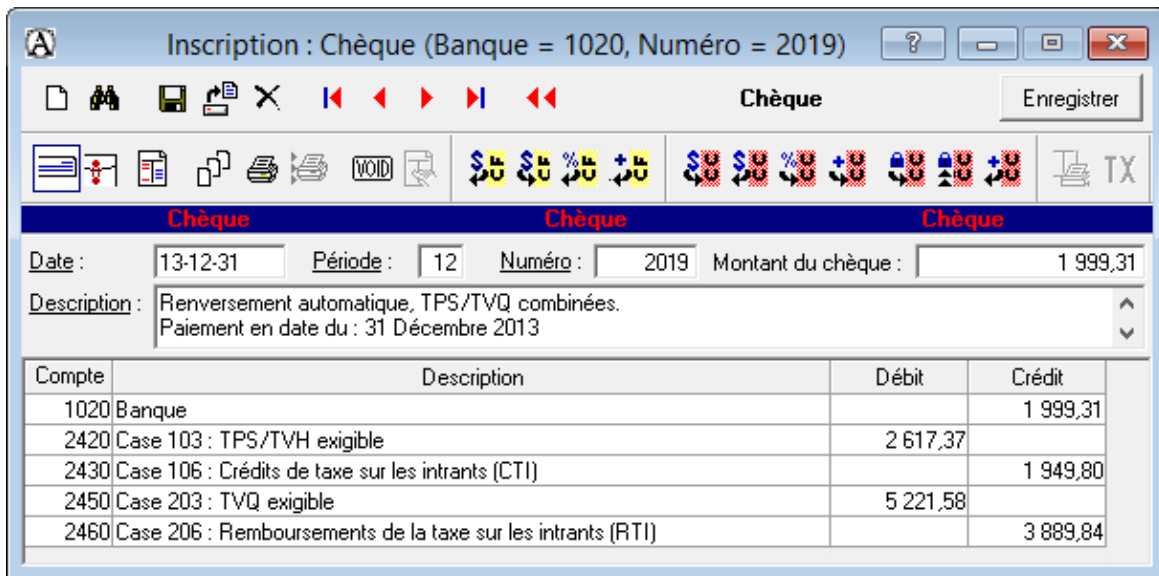 Inscription : Chèque (Banque = 1020, Numéro = 2019)
Chèque Enregistrer
VOID TX
Chèque Chèque Chèque
Date : 13-12-31 Période : 12 Numéro : 2019 Montant du chèque : 1 999,31
Description : Renversement automatique, TPS/TVQ combinées.
Paiement en date du : 31 Décembre 2013
Compte Description Débit Crédit
1020 Banque 1 999,31
2420 Case 103 : TPS/TVH exigible 2 617,37
2430 Case 106 : Crédits de taxe sur les intrants (CTI) 1 949,80
2450 Case 203 : TVQ exigible 5 221,58
2460 Case 206 : Remboursements de la taxe sur les intrants (RTI) 3 889,84